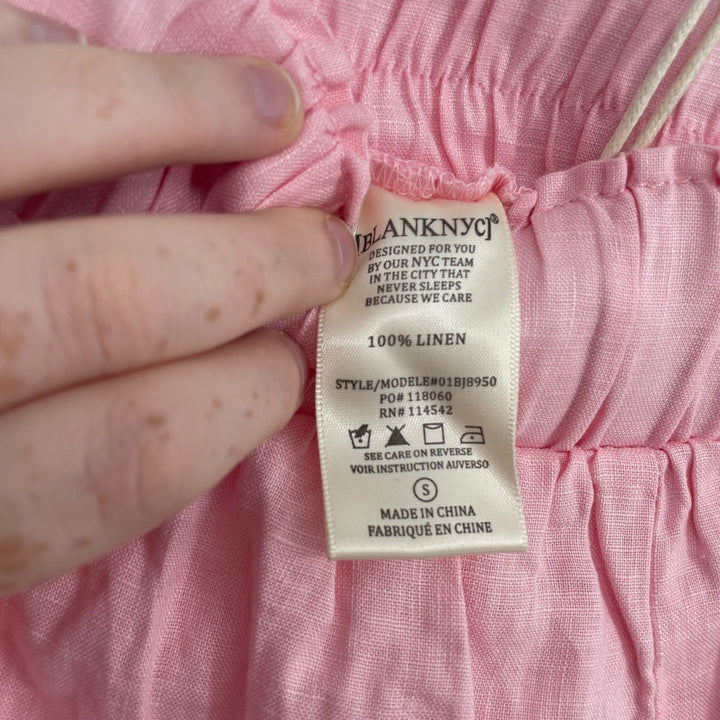 [BLANKNYC]®
DESIGNED FOR YOU
BY OUR NYC TEAM
IN THE CITY THAT
NEVER SLEEPS
BECAUSE WE CARE
100% LINEN
STYLE/MODELE#01BJ8950
PO# 118060
RN# 114542
SEE CARE ON REVERSE
VOIR INSTRUCTION AUVERSO
S
MADE IN CHINA
FABRIQUÉ EN CHINE